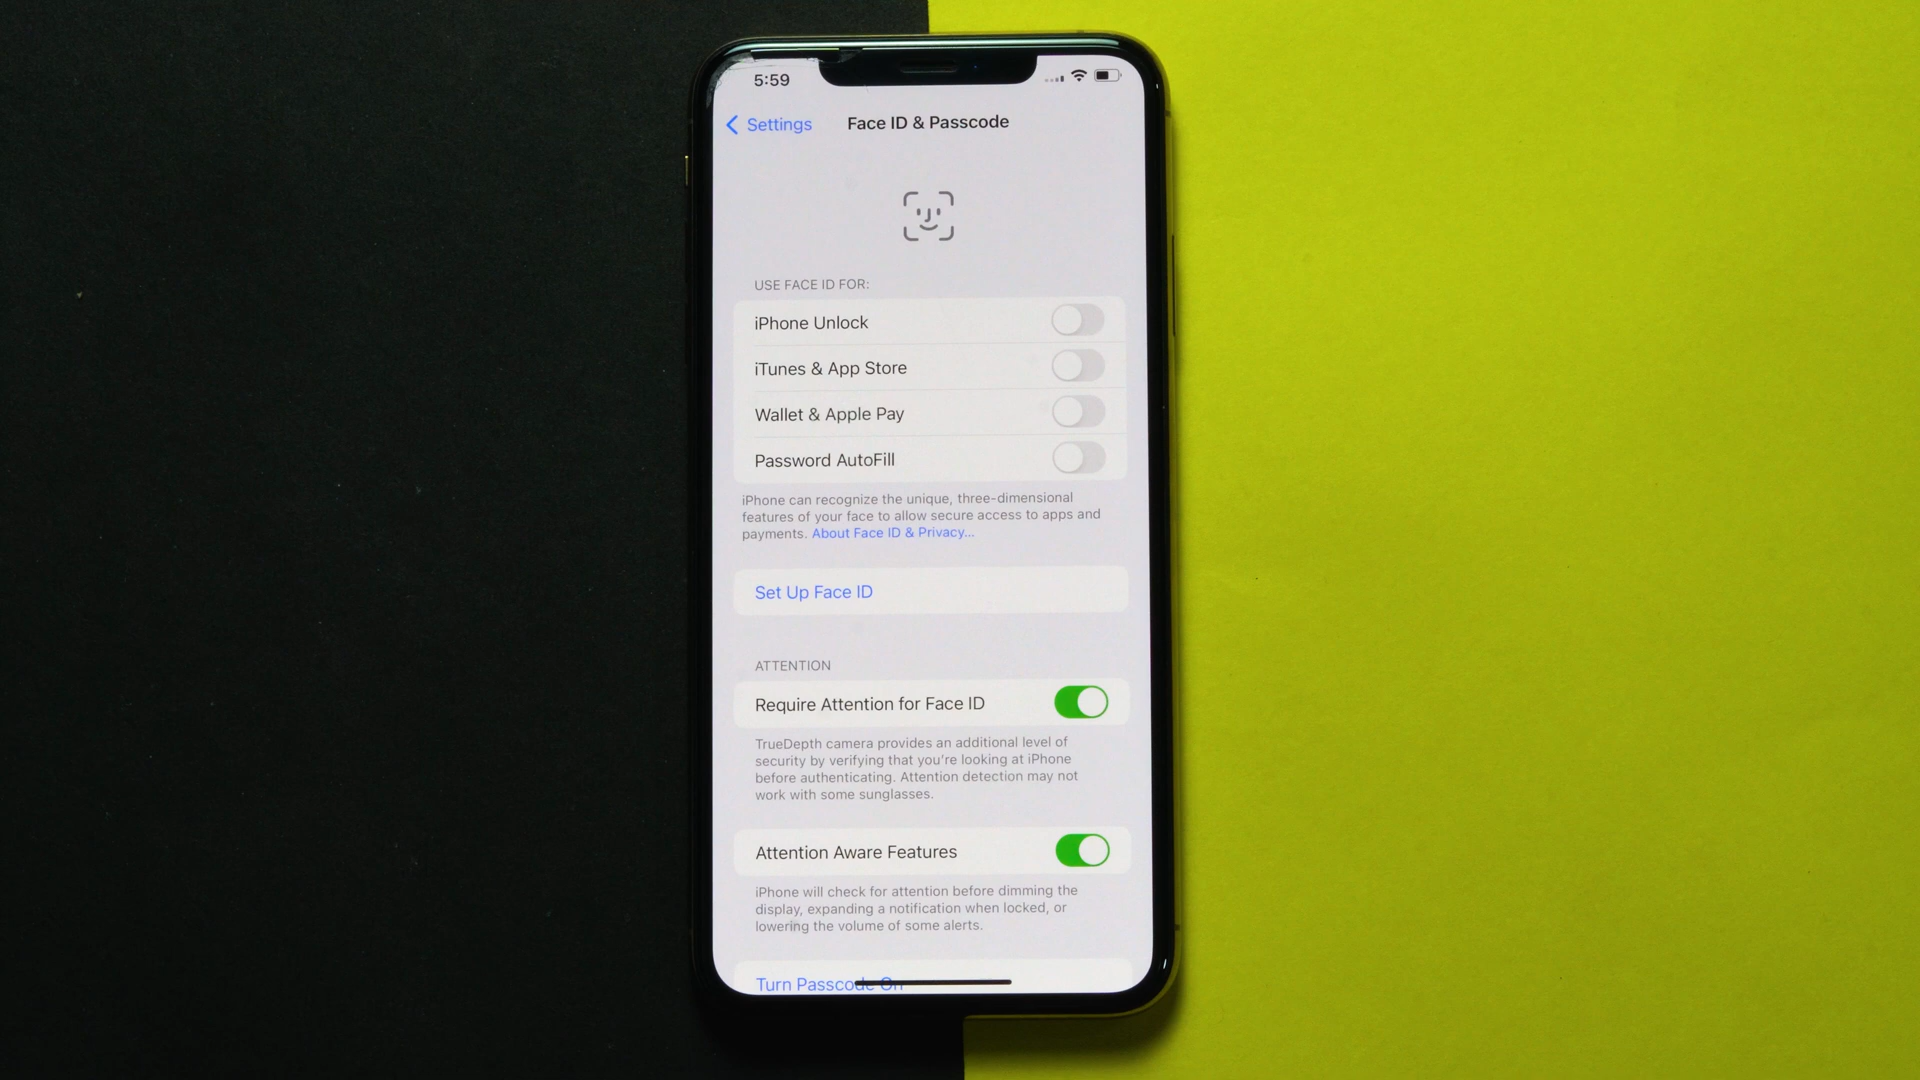 5:59
Settings
Face ID & Passcode
USE FACE ID FOR:
iPhone Unlock
iTunes & App Store
Wallet & Apple Pay
Password AutoFill
iPhone can recognize the unique, three-dimensional
features of your face to allow secure access to apps and
payments. About Face ID & Privacy...
Set Up Face ID
ATTENTION
Require Attention for Face ID
TrueDepth camera provides an additional level of
security by verifying that you're looking at iPhone
before authenticating. Attention detection may not
work with some sunglasses.
Attention Aware Features
iPhone will check for attention before dimming the
display, expanding a notification when locked, or
lowering the volume of some alerts.
Turn Passcode On